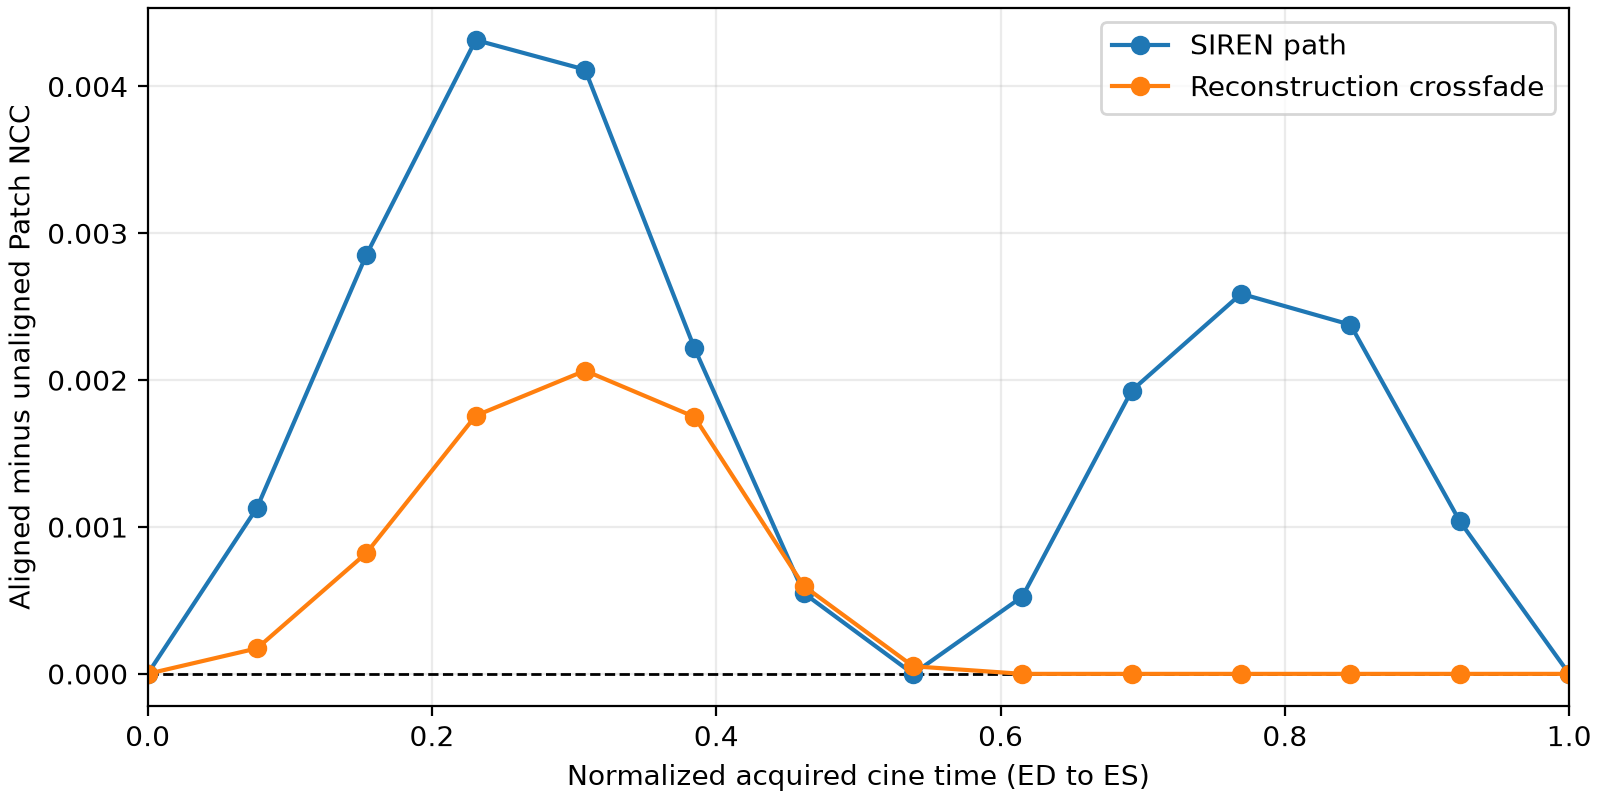 SIREN path
Reconstruction crossfade
Aligned minus unaligned Patch NCC
0.004
0.003
0.002
0.001
0.000
0.0 0.2 0.4 0.6 0.8 1.0
Normalized acquired cine time (ED to ES)